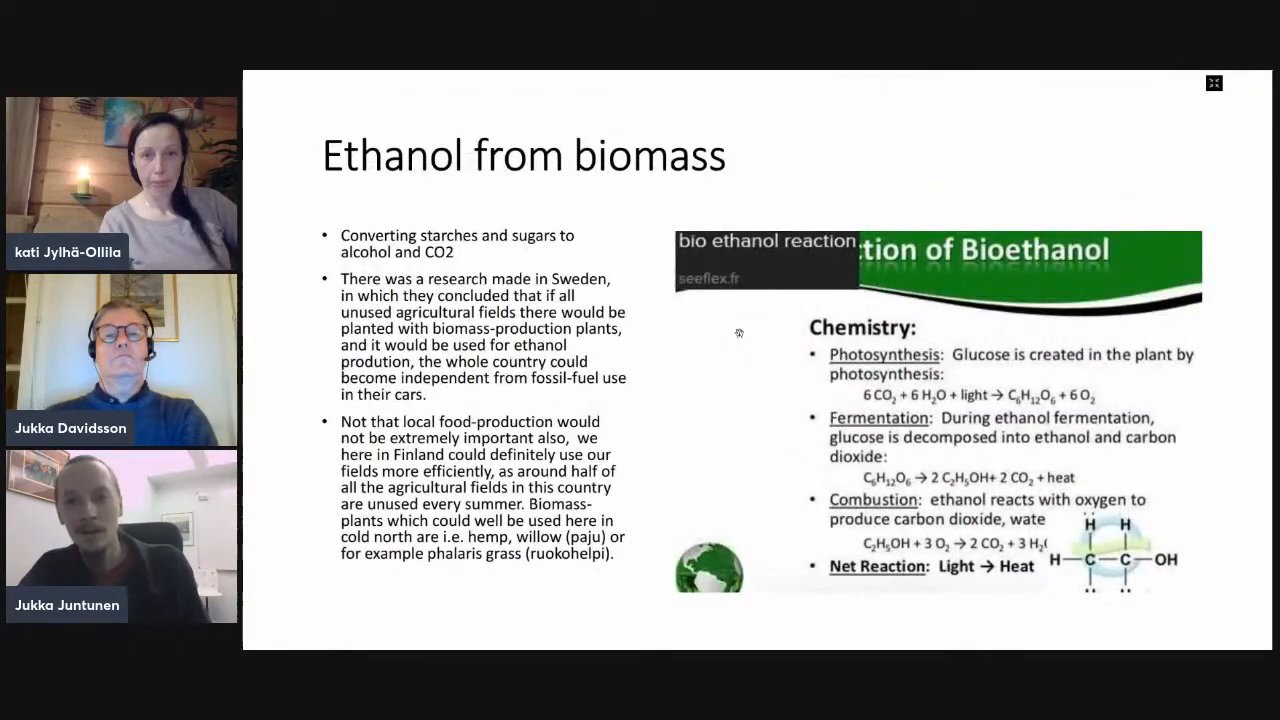 Ethanol from biomass
• Converting starches and sugars to
alcohol and CO2
• There was a research made in Sweden,
in which they concluded that if all
unused agricultural fields there would be
planted with biomass-production plants,
and it would be used for ethanol
prodution, the whole country could
become independent from fossil-fuel use
in their cars.
• Not that local food-production would
not be extremely important also, we
here in Finland could definitely use our
fields more efficiently, as around half of
all the agricultural fields in this country
are unused every summer. Biomass-
plants which could well be used here in
cold north are i.e. hemp, willow (paju) or
for example phalaris grass (ruokohelpi).
bio ethanol reaction
seeflex.fr
ction of Bioethanol
Chemistry:
• Photosynthesis: Glucose is created in the plant by
photosynthesis:
6 CO₂ + 6 H₂O + light → C₆H₁₂O₆ + 6 O₂
• Fermentation: During ethanol fermentation,
glucose is decomposed into ethanol and carbon
dioxide:
C₆H₁₂O₆ → 2 C₂H₅OH+ 2 CO₂ + heat
• Combustion: ethanol reacts with oxygen to
produce carbon dioxide, wate
C₂H₅OH + 3 O₂ → 2 CO₂ + 3 H₂
• Net Reaction: Light → Heat
H H
H—C—C—OH
kati Jylhä-Ollila
Jukka Davidsson
Jukka Juntunen